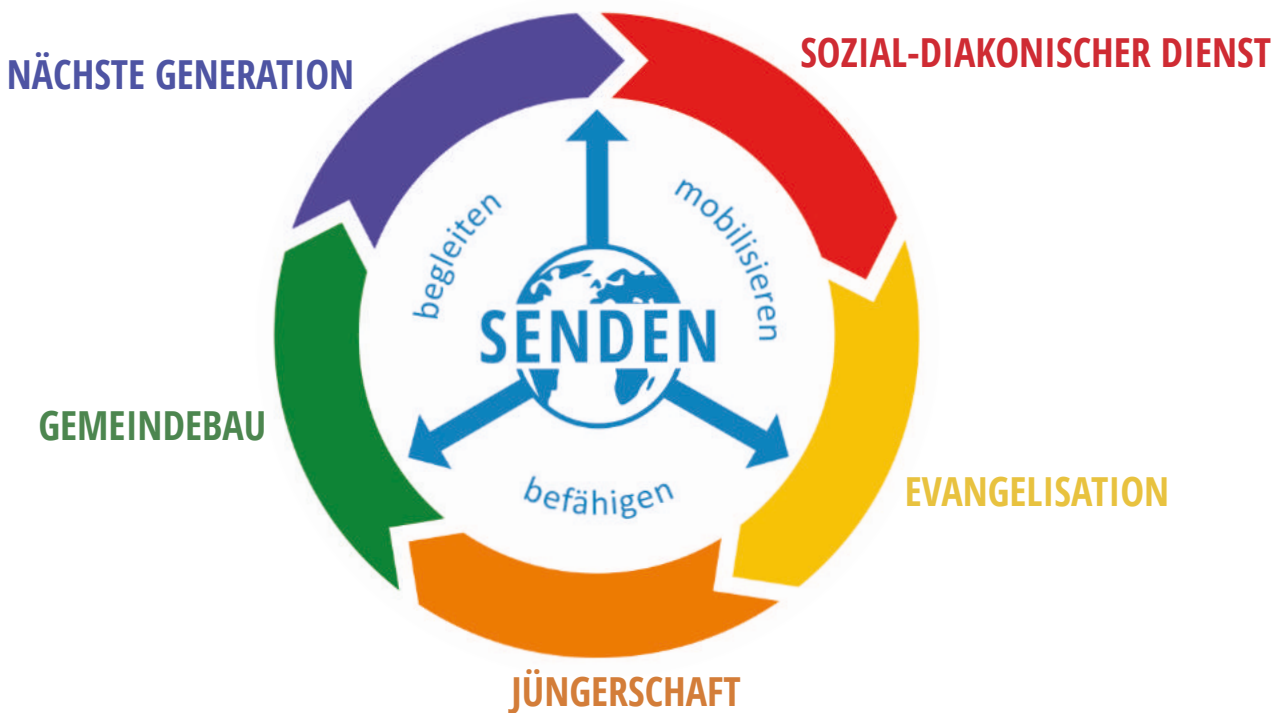 NÄCHSTE GENERATION
SOZIAL-DIAKONISCHER DIENST
begleiten
mobilisieren
SENDEN
befähigen
GEMEINDEBAU
EVANGELISATION
JÜNGERSCHAFT